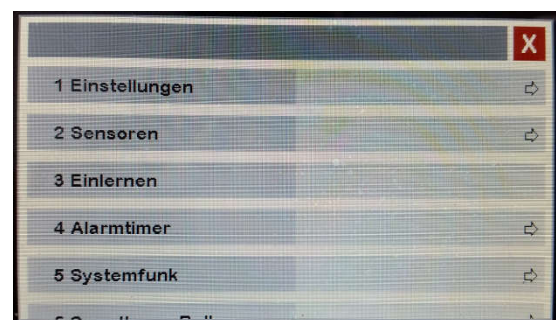 X
1 Einstellungen
2 Sensoren
3 Einlernen
4 Alarmtimer
5 Systemfunk